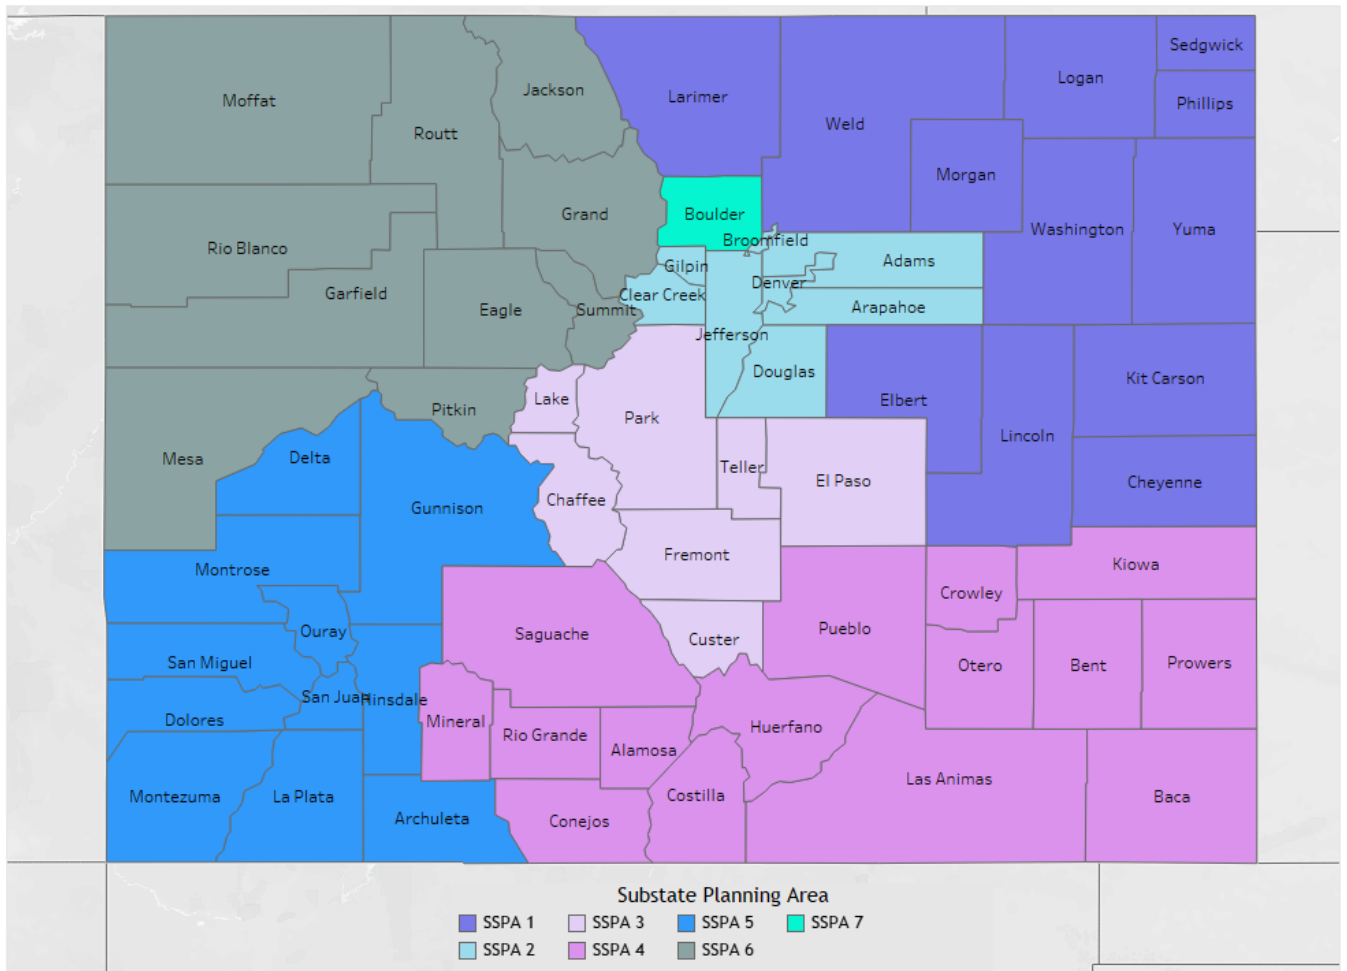 Sedgwick
Logan
Jackson
Larimer
Moffat
Phillips
Weld
Routt
Morgan
Grand
Boulder
Washington
Yuma
Broomfield
Rio Blanco
Adams
Gilpin
Denver
Garfield
Clear Creek
Arapahoe
Eagle
Summit
Jefferson
Douglas
Kit Carson
Lake
Elbert
Pitkin
Park
Lincoln
Mesa
Delta
Teller
El Paso
Cheyenne
Chaffee
Gunnison
Fremont
Kiowa
Montrose
Crowley
Pueblo
Ouray
Saguache
Custer
San Miguel
Otero
Bent
Prowers
San Juan
Hinsdale
Dolores
Mineral
Rio Grande
Huerfano
Alamosa
Las Animas
Montezuma
La Plata
Costilla
Baca
Archuleta
Conejos
Substate Planning Area
SSPA 1 SSPA 3 SSPA 5 SSPA 7
SSPA 2 SSPA 4 SSPA 6